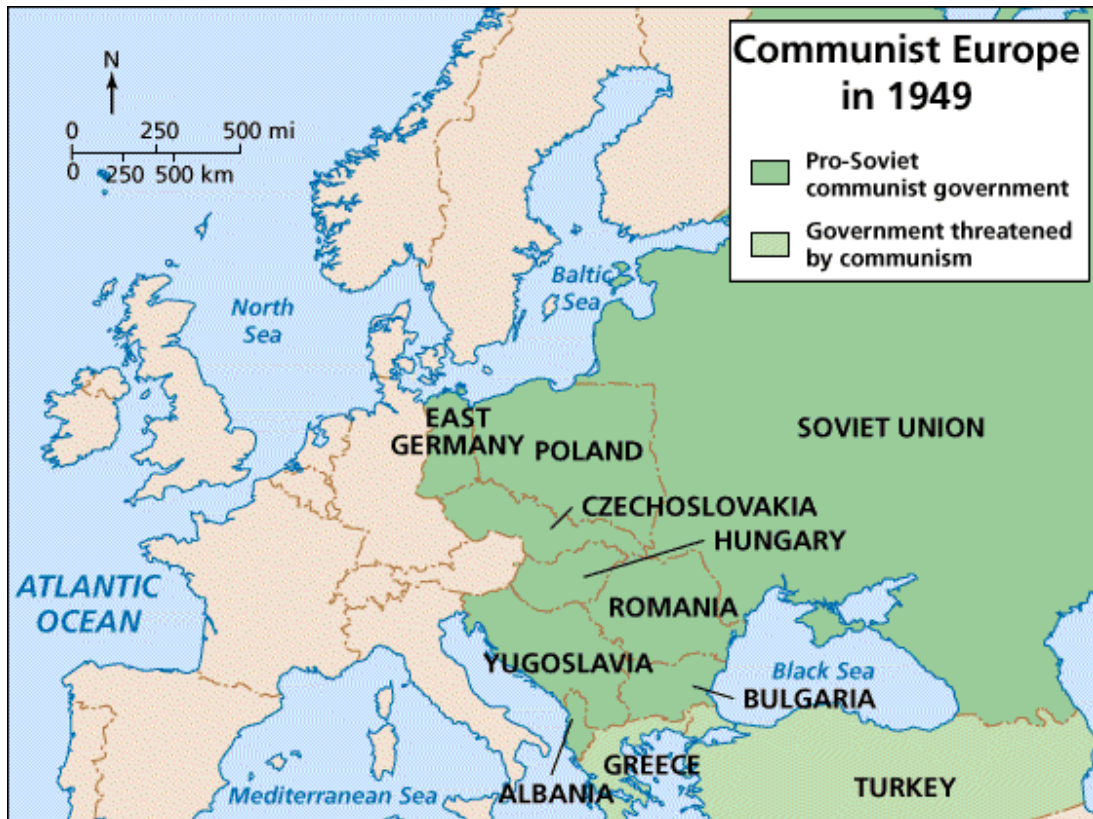 Communist Europe
in 1949
Pro-Soviet
communist government
Government threatened
by communism
N
0 250 500 mi
0 250 500 km
North
Sea
Baltic
Sea
EAST
GERMANY
POLAND
SOVIET UNION
CZECHOSLOVAKIA
HUNGARY
ATLANTIC
OCEAN
ROMANIA
YUGOSLAVIA
Black Sea
BULGARIA
GREECE
ALBANIA
TURKEY
Mediterranean Sea